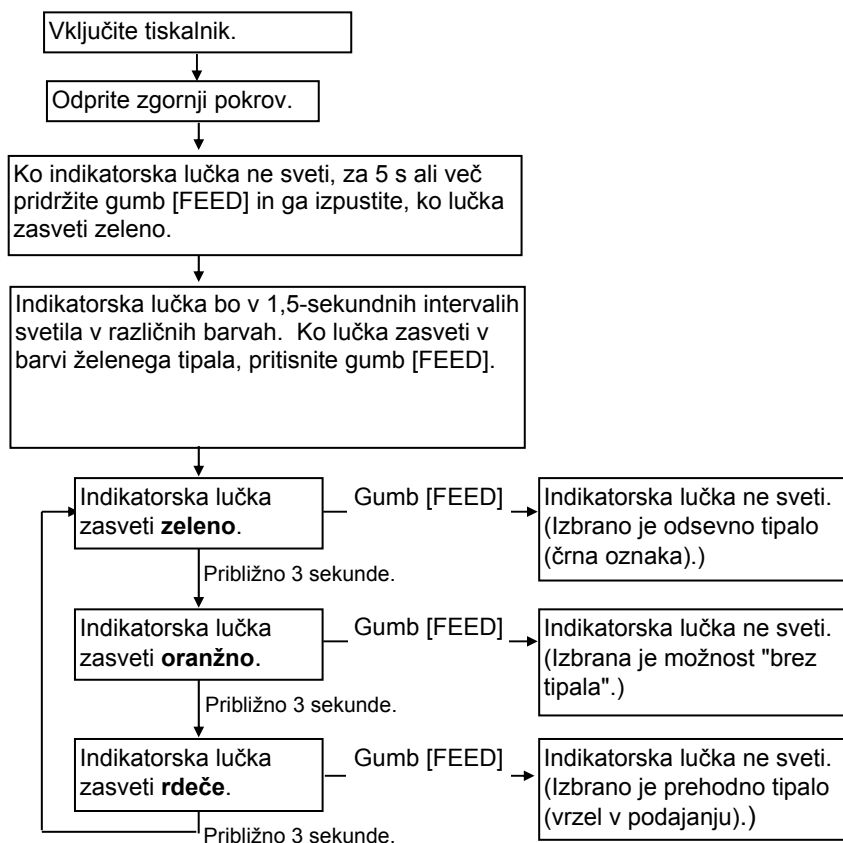 Vključite tiskalnik.
Odprite zgornji pokrov.
Ko indikatorska lučka ne sveti, za 5 s ali več
pridržite gumb [FEED] in ga izpustite, ko lučka
zasveti zeleno.
Indikatorska lučka bo v 1,5-sekundnih intervalih
svetila v različnih barvah.  Ko lučka zasveti v
barvi želenega tipala, pritisnite gumb [FEED].
Indikatorska lučka
zasveti zeleno.
Gumb [FEED]
Indikatorska lučka ne sveti.
(Izbrano je odsevno tipalo
(črna oznaka).)
Približno 3 sekunde.
Indikatorska lučka
zasveti oranžno.
Gumb [FEED]
Indikatorska lučka ne sveti.
(Izbrana je možnost "brez
tipala".)
Približno 3 sekunde.
Indikatorska lučka
zasveti rdeče.
Gumb [FEED]
Indikatorska lučka ne sveti.
(Izbrano je prehodno tipalo
(vrzel v podajanju).)
Približno 3 sekunde.